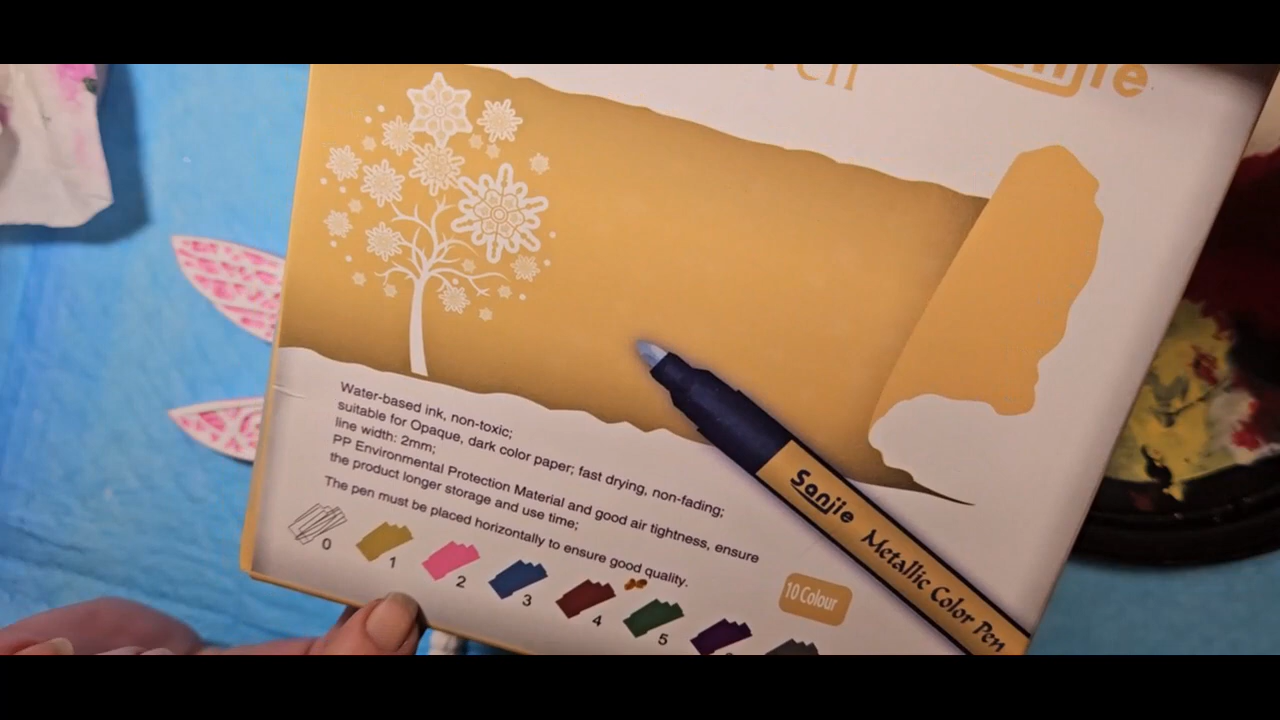 Pen
Sanjie
Water-based ink, non-toxic;
suitable for Opaque, dark color paper; fast drying, non-fading;
line width: 2mm;
PP Environmental Protection Material and good air tightness, ensure
the product longer storage and use time;
The pen must be placed horizontally to ensure good quality.
0 1 2 3 4 5
10 Colour
Sanjie Metallic Color Pen